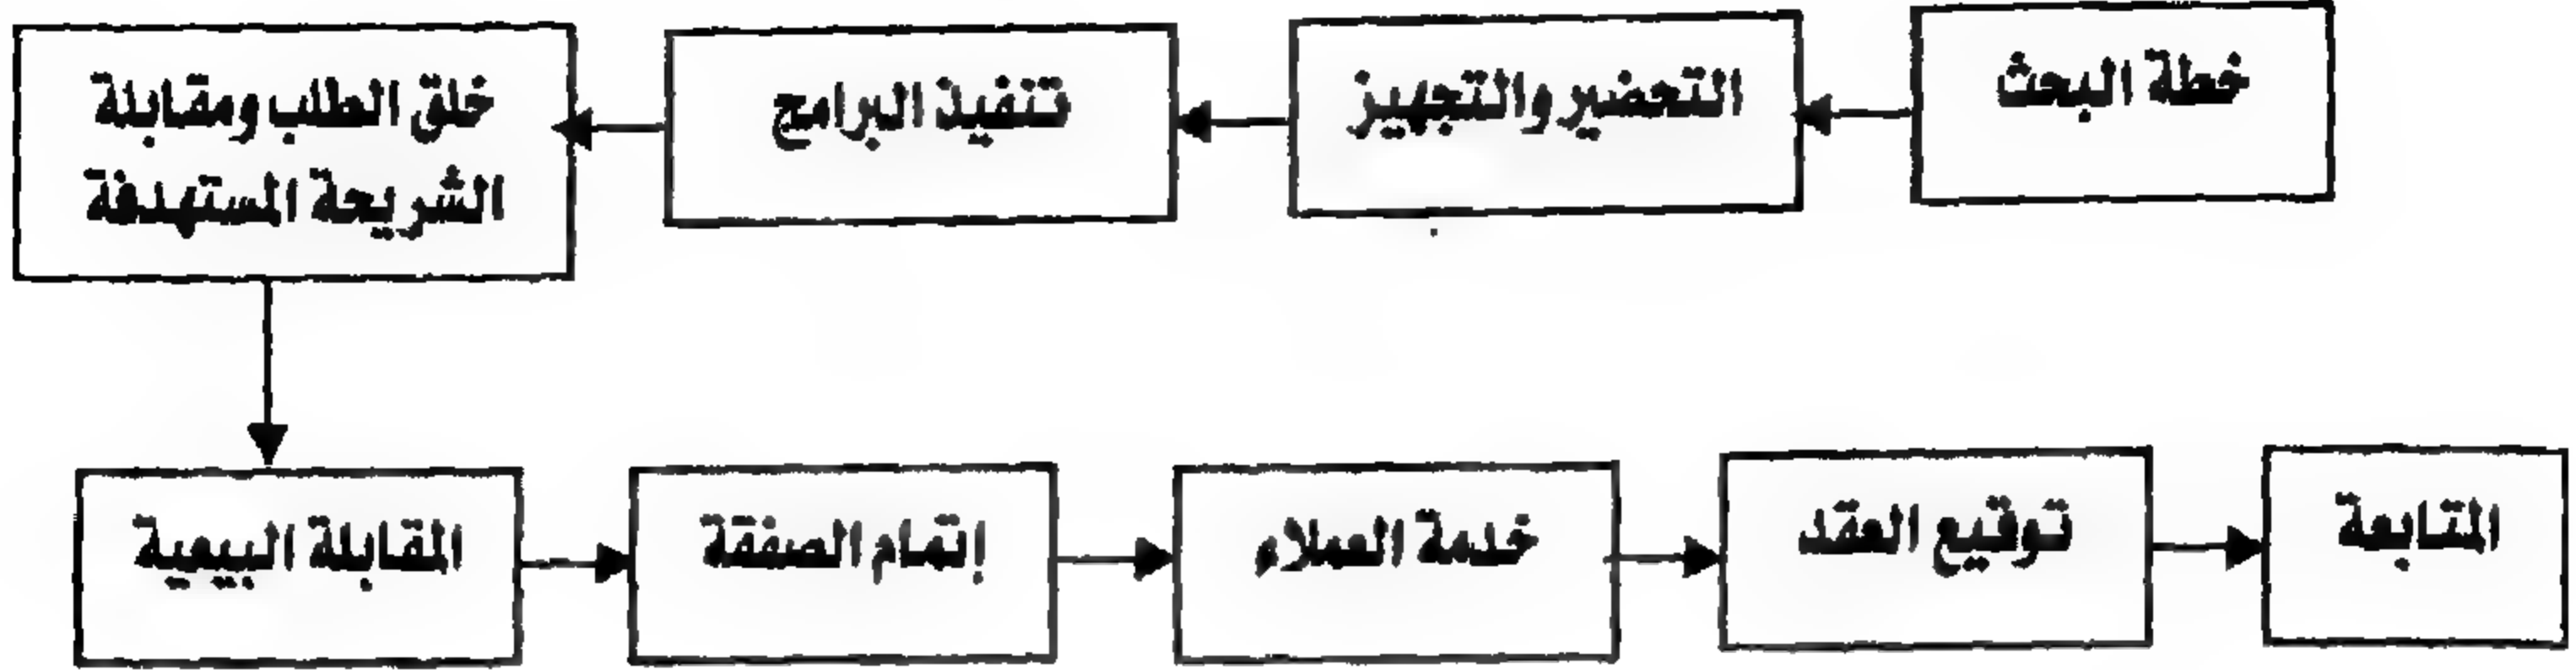 خطة البحث
التحضير والتجهيز
تنفيذ البرامج
خلق الطلب ومقابلة
الشريحة المستهدفة
المقابلة البيعية
إتمام الصفقة
خدمة العملاء
توقيع العقد
المتابعة